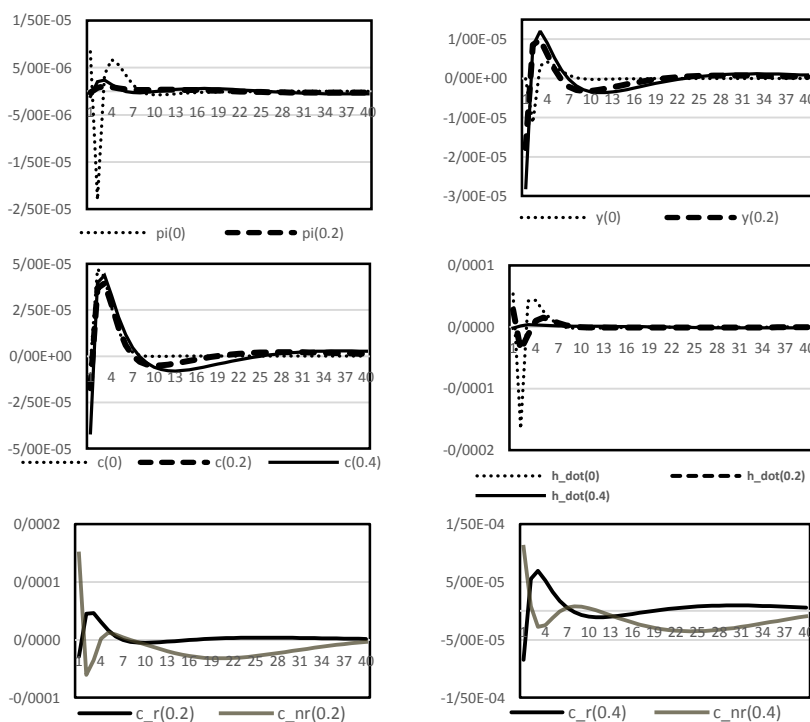 1/50E-05
5/00E-06
-5/00E-06
-1/50E-05
-2/50E-05
1 4 7 10 13 16 19 22 25 28 31 34 37 40
pi(0) pi(0.2)
1/00E-05
0/00E+00
-1/00E-05
-2/00E-05
-3/00E-05
1 4 7 10 13 16 19 22 25 28 31 34 37 40
y(0) y(0.2)
5/00E-05
2/50E-05
0/00E+00
-2/50E-05
-5/00E-05
1 4 7 10 13 16 19 22 25 28 31 34 37 40
c(0) c(0.2) c(0.4)
0/0001
0/0000
-0/0001
-0/0002
1 4 7 10 13 16 19 22 25 28 31 34 37 40
h_dot(0) h_dot(0.2)
h_dot(0.4)
0/0002
0/0001
0/0000
-0/0001
1 4 7 10 13 16 19 22 25 28 31 34 37 40
c_r(0.2) c_nr(0.2)
1/50E-04
5/00E-05
-5/00E-05
-1/50E-04
1 4 7 10 13 16 19 22 25 28 31 34 37 40
c_r(0.4) c_nr(0.4)